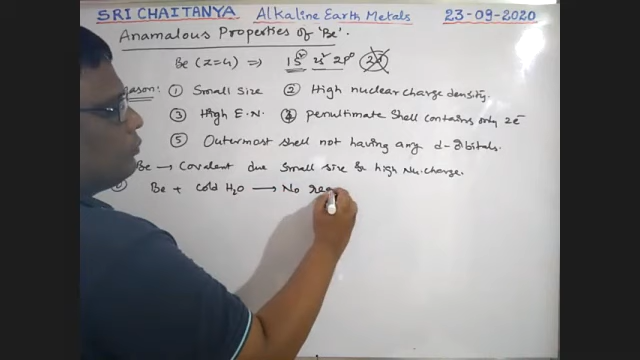 SRI CHAITANYA Alkaline Earth Metals 23-09-2020
Anamalous Properties of 'Be'.
Be (z=4) => 1s² 2s² 2p⁰ 2d
ason: ① Small size ② High nuclear charge density.
③ High E.N. ④ Penultimate shell contains only 2e⁻
⑤ Outermost shell not having any d-orbitals.
Be → Covalent due Small size & high Nu.charge.
Be + Cold H₂O → No reac